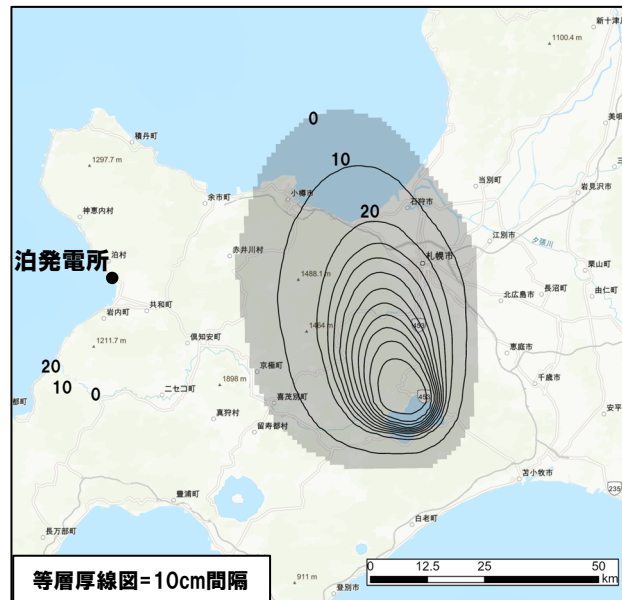 新十津川
1100.4 m
美唄
0
積丹町
10
三
当別町
1297.7 m
岩見沢市
余市町
小樽市
石狩市
20
神恵内村
江別市
夕張川
泊発電所
泊村
赤井川村
札幌市
栗山町
1488.1 m
北広島市
長沼町
由仁町
共和町
岩内町
453
1464 m
倶知安町
1211.7 m
恵庭市
20
京極町
10
0
1898 m
千歳市
二セコ町
喜茂別町
453
都町
真狩村
安平
留寿都村
苫小牧市
235
豊浦町
白老町
長万部町
0 12.5 25 50
km
等層厚線図=10cm間隔
911 m
登別市